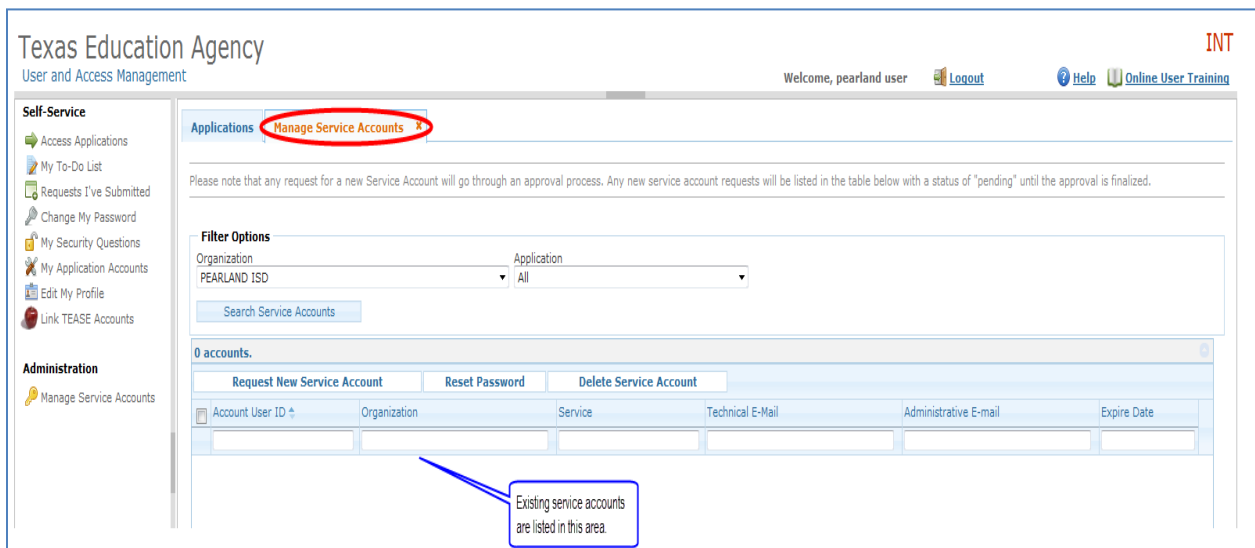 Texas Education Agency
INT
User and Access Management
Welcome, pearland user
Logout
Help
Online User Training
Self-Service
Access Applications
My To-Do List
Requests I've Submitted
Change My Password
My Security Questions
My Application Accounts
Edit My Profile
Link TEASE Accounts
Administration
Manage Service Accounts
Applications
Manage Service Accounts x
Please note that any request for a new Service Account will go through an approval process. Any new service account requests will be listed in the table below with a status of "pending" until the approval is finalized.
Filter Options
Organization
Application
PEARLAND ISD
All
Search Service Accounts
0 accounts.
Request New Service Account
Reset Password
Delete Service Account
Account User ID
Organization
Service
Technical E-Mail
Administrative E-mail
Expire Date
Existing service accounts
are listed in this area.